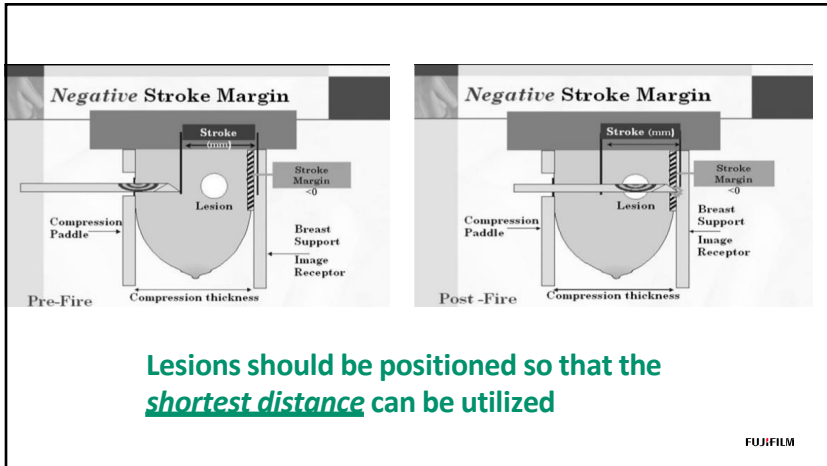 Negative Stroke Margin
Stroke
(mm)
Stroke
Margin
<0
Lesion
Compression
Paddle
Breast
Support
Image
Receptor
Compression thickness
Pre-Fire
Negative Stroke Margin
Stroke (mm)
Stroke
Margin
<0
Lesion
Compression
Paddle
Breast
Support
Image
Receptor
Compression thickness
Post -Fire
Lesions should be positioned so that the
shortest distance can be utilized
FUJIFILM